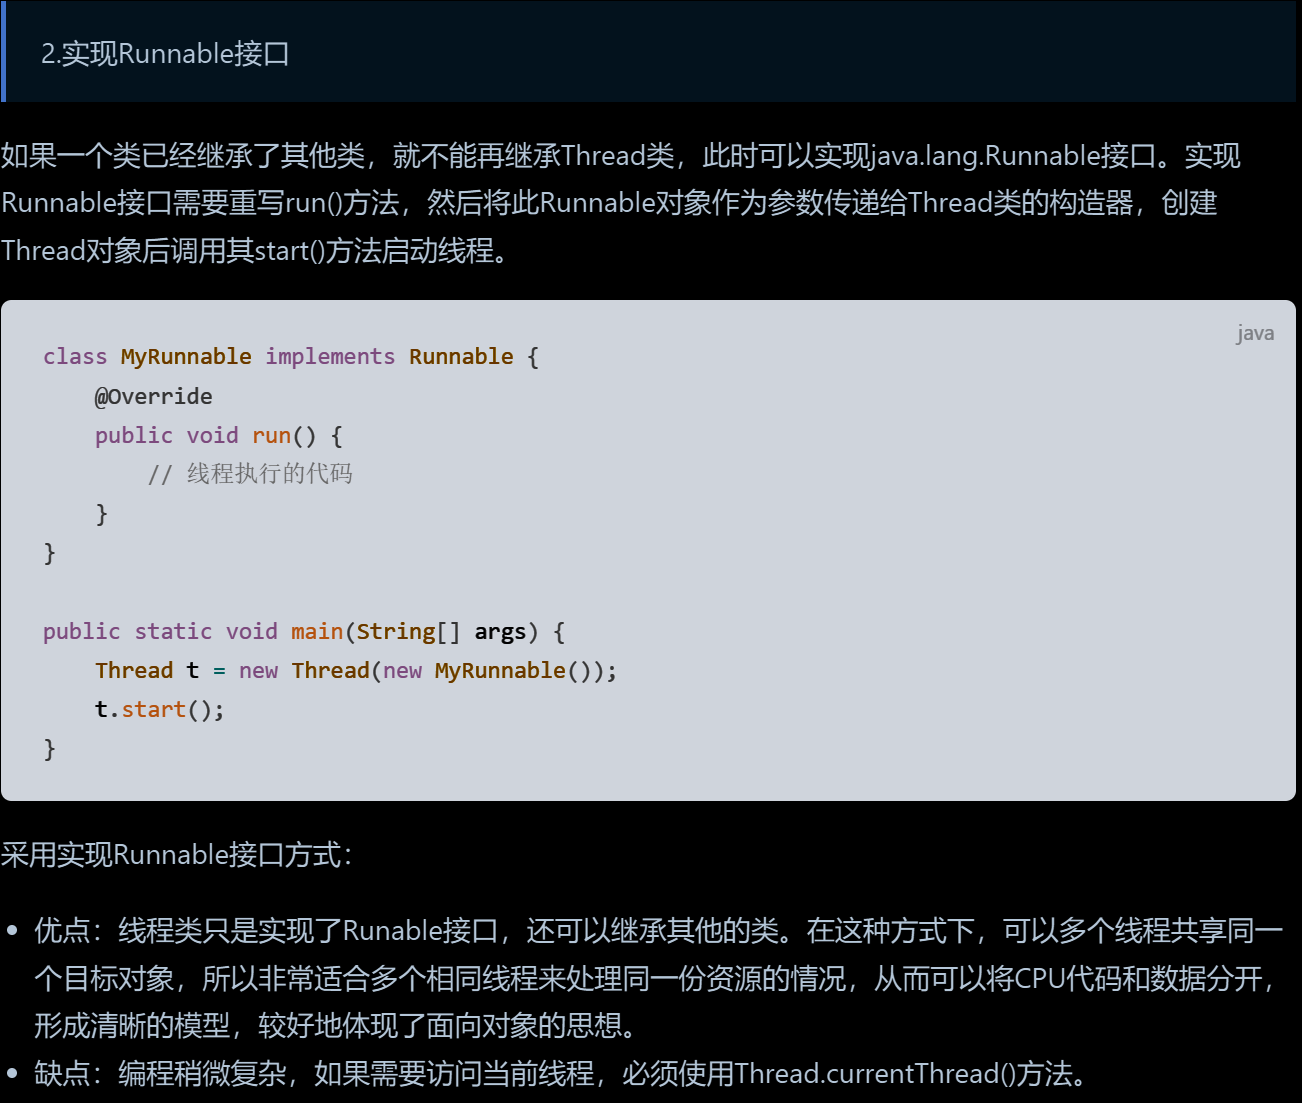 2.实现Runnable接口
如果一个类已经继承了其他类，就不能再继承Thread类，此时可以实现java.lang.Runnable接口。实现
Runnable接口需要重写run()方法，然后将此Runnable对象作为参数传递给Thread类的构造器，创建
Thread对象后调用其start()方法启动线程。
java
class MyRunnable implements Runnable {
    @Override
    public void run() {
        // 线程执行的代码
    }
}
public static void main(String[] args) {
    Thread t = new Thread(new MyRunnable());
    t.start();
}
采用实现Runnable接口方式：
• 优点：线程类只是实现了Runable接口，还可以继承其他的类。在这种方式下，可以多个线程共享同一
个目标对象，所以非常适合多个相同线程来处理同一份资源的情况，从而可以将CPU代码和数据分开，
形成清晰的模型，较好地体现了面向对象的思想。
• 缺点：编程稍微复杂，如果需要访问当前线程，必须使用Thread.currentThread()方法。